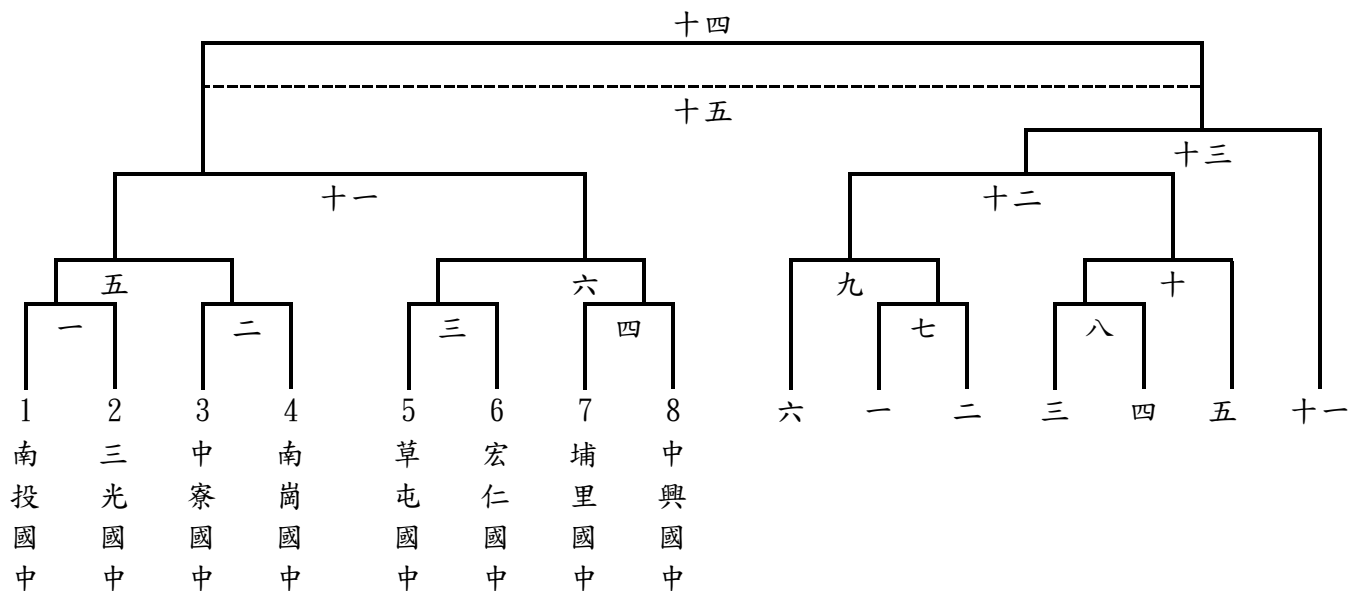 十四
十五
十三
十一
十二
五
六
九
十
一
二
三
四
七
八
1 2 3 4 5 6 7 8
六 一 二 三 四 五 十一
南投國中
三光國中
中寮國中
南崗國中
草屯國中
宏仁國中
埔里國中
中興國中